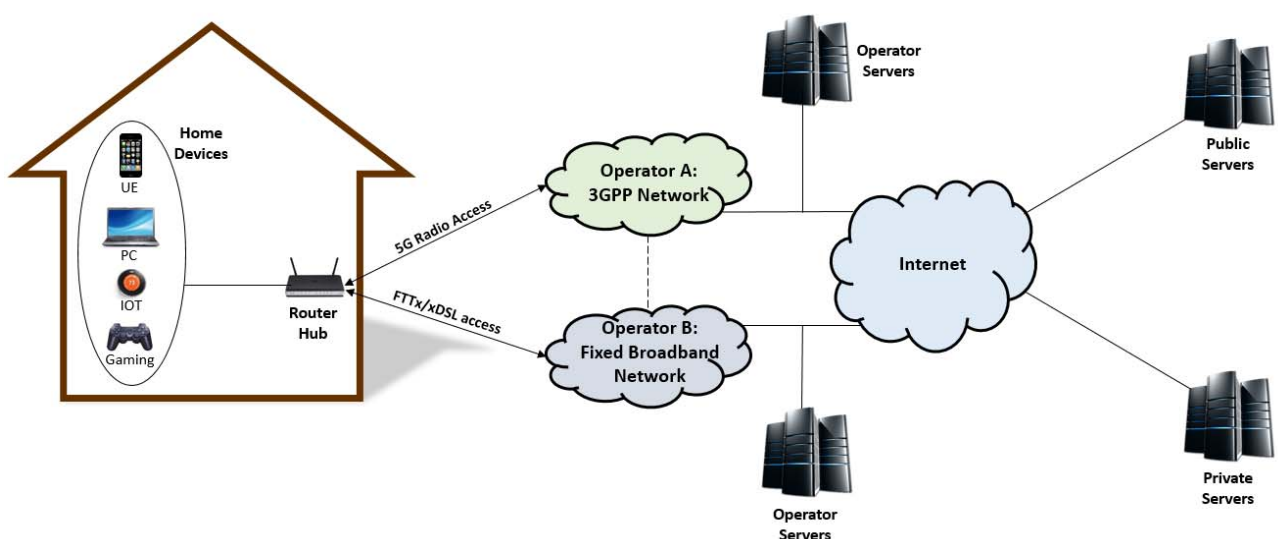 Home
Devices
UE
PC
IOT
Gaming
Router
Hub
5G Radio Access
FTTx/xDSL access
Operator A:
3GPP Network
Operator B:
Fixed Broadband
Network
Operator
Servers
Operator
Servers
Internet
Public
Servers
Private
Servers